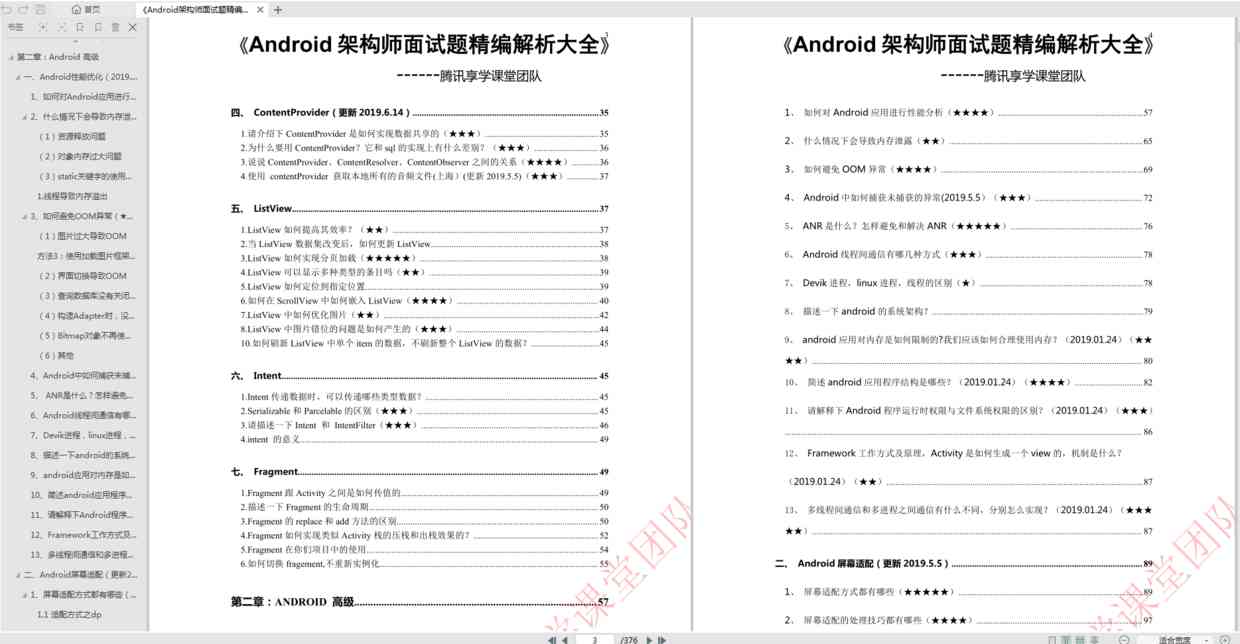 首页
《Android架构师面试题精编...
书签
第二章：Android 高级
一、Android性能优化（2019....
1、如何对Android应用进行...
2、什么情况下会导致内存泄...
（1）资源释放问题
（2）对象内存过大问题
（3）static关键字的使用...
1.线程导致内存溢出
3、如何避免OOM异常（★...
（1）图片过大导致OOM
方法3：使用加载图片框架...
（2）界面切换导致OOM
（3）查询数据库没有关闭...
（4）构造Adapter时，没...
（5）Bitmap对象不再使...
（6）其他
4、Android中如何捕获未捕...
5、 ANR是什么？怎样避免...
6、Android线程间通信有哪...
7、Devik进程，linux进程，...
8、描述一下android的系统...
9、android应用对内存是如...
10、简述android应用程序...
11、请解释下Android程序...
12、Framework工作方式及...
13、多线程间通信和多进程...
二、Android屏幕适配（更新2...
1、屏幕适配方式都有哪些（...
1.1 适配方式之dp
3
《Android 架构师面试题精编解析大全》
------腾讯享学课堂团队
四、 ContentProvider（更新 2019.6.14）...35
1.请介绍下 ContentProvider 是如何实现数据共享的（★★★）...35
2.为什么要用 ContentProvider？它和 sql 的实现上有什么差别？（★★★）...36
3.说说 ContentProvider、ContentResolver、ContentObserver 之间的关系（★★★★）...36
4.使用 contentProvider 获取本地所有的音频文件(上海）(更新 2019.5.5)（★★★）...37
五、 ListView...37
1.ListView 如何提高其效率？（★★）...37
2.当 ListView 数据集改变后，如何更新 ListView...38
3.ListView 如何实现分页加载（★★★★★）...38
4.ListView 可以显示多种类型的条目吗（★★）...39
5.ListView 如何定位到指定位置...39
6.如何在 ScrollView 中如何嵌入 ListView（★★★★）...40
7.ListView 中如何优化图片（★★）...42
8.ListView 中图片错位的问题是如何产生的（★★★）...44
10.如何刷新 ListView 中单个 item 的数据，不刷新整个 ListView 的数据？...45
六、 Intent...45
1.Intent 传递数据时，可以传递哪些类型数据？...45
2.Serializable 和 Parcelable 的区别（★★★）...45
3.请描述一下 Intent 和 IntentFilter（★★★）...46
4.intent 的意义...49
七、 Fragment...49
1.Fragment 跟 Activity 之间是如何传值的...49
2.描述一下 Fragment 的生命周期...50
3.Fragment 的 replace 和 add 方法的区别...50
4.Fragment 如何实现类似 Activity 栈的压栈和出栈效果的？...52
5.Fragment 在你们项目中的使用...54
6.如何切换 fragement,不重新实例化...55
第二章：ANDROID 高级...57
享学课堂团队
4
《Android 架构师面试题精编解析大全》
------腾讯享学课堂团队
1、 如何对 Android 应用进行性能分析（★★★★）...57
2、 什么情况下会导致内存泄露（★★）...65
3、 如何避免 OOM 异常（★★★★）...69
4、 Android 中如何捕获未捕获的异常(2019.5.5）（★★★）...72
5、 ANR 是什么？怎样避免和解决 ANR（★★★★★）...76
6、 Android 线程间通信有哪几种方式（★★★）...78
7、 Devik 进程，linux 进程，线程的区别（★）...78
8、 描述一下 android 的系统架构？...79
9、 android 应用对内存是如何限制的?我们应该如何合理使用内存？（2019.01.24）（★★
★★）...80
10、 简述 android 应用程序结构是哪些？（2019.01.24）（★★★★）...82
11、 请解释下 Android 程序运行时权限与文件系统权限的区别？（2019.01.24）（★★★）
...86
12、 Framework 工作方式及原理，Activity 是如何生成一个 view 的，机制是什么？
（2019.01.24）（★★）...87
13、 多线程间通信和多进程之间通信有什么不同，分别怎么实现？（2019.01.24）（★★★
★★）...87
二、 Android 屏幕适配（更新 2019.5.5）...89
1、 屏幕适配方式都有哪些（★★★★★）...89
2、 屏幕适配的处理技巧都有哪些（★★★★）...97
享学课堂团队
3 /376
适合宽度